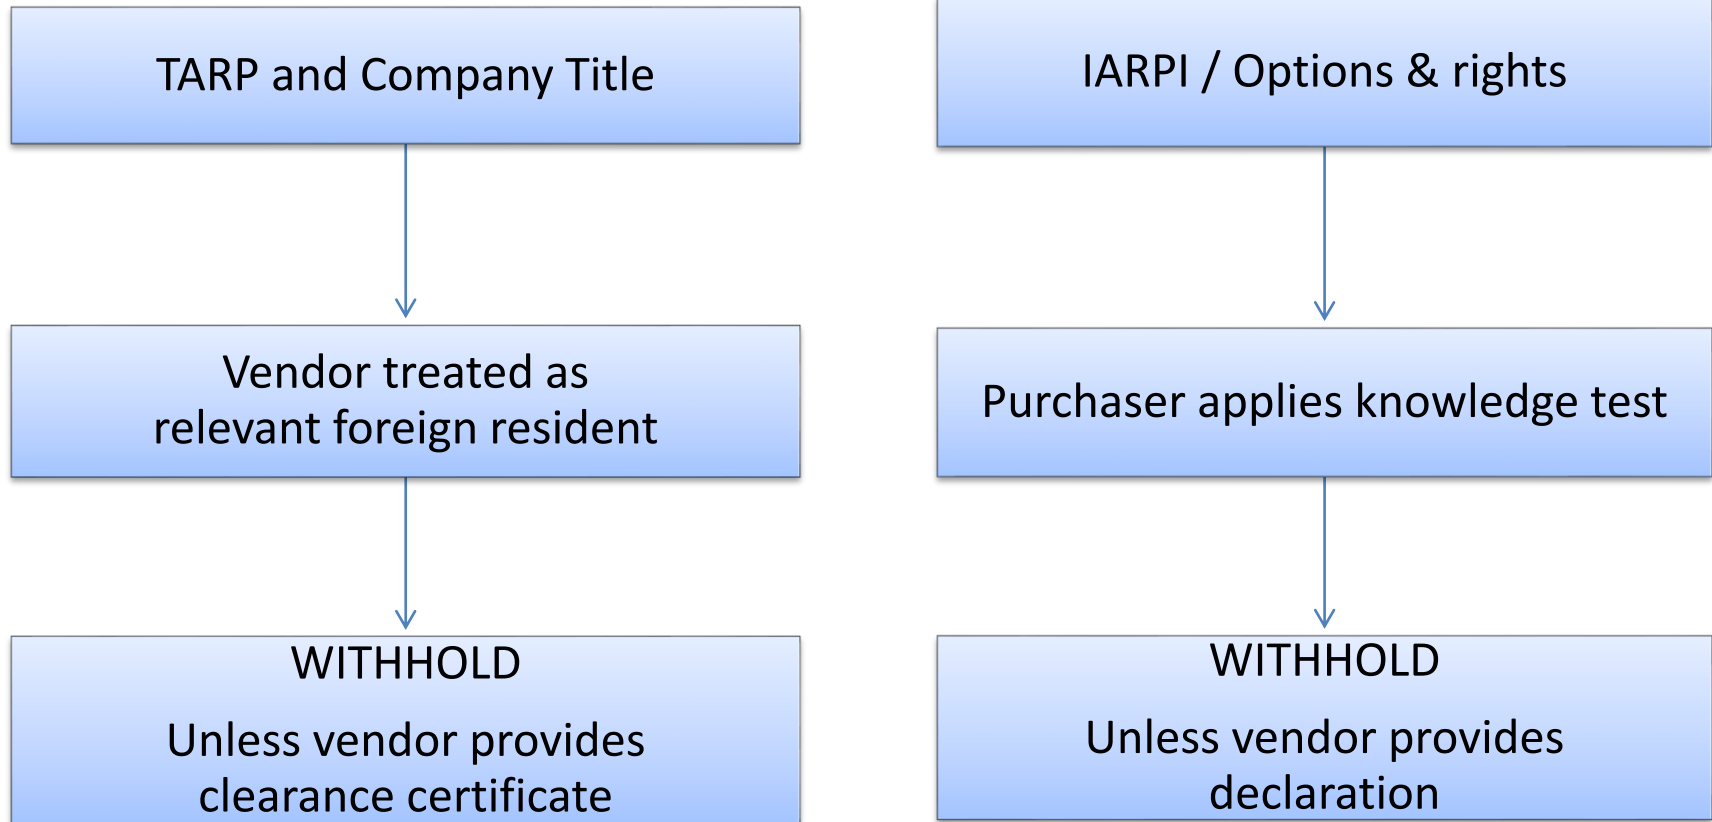 TARP and Company Title
Vendor treated as
relevant foreign resident
WITHHOLD
Unless vendor provides
clearance certificate
IARPI / Options & rights
Purchaser applies knowledge test
WITHHOLD
Unless vendor provides
declaration